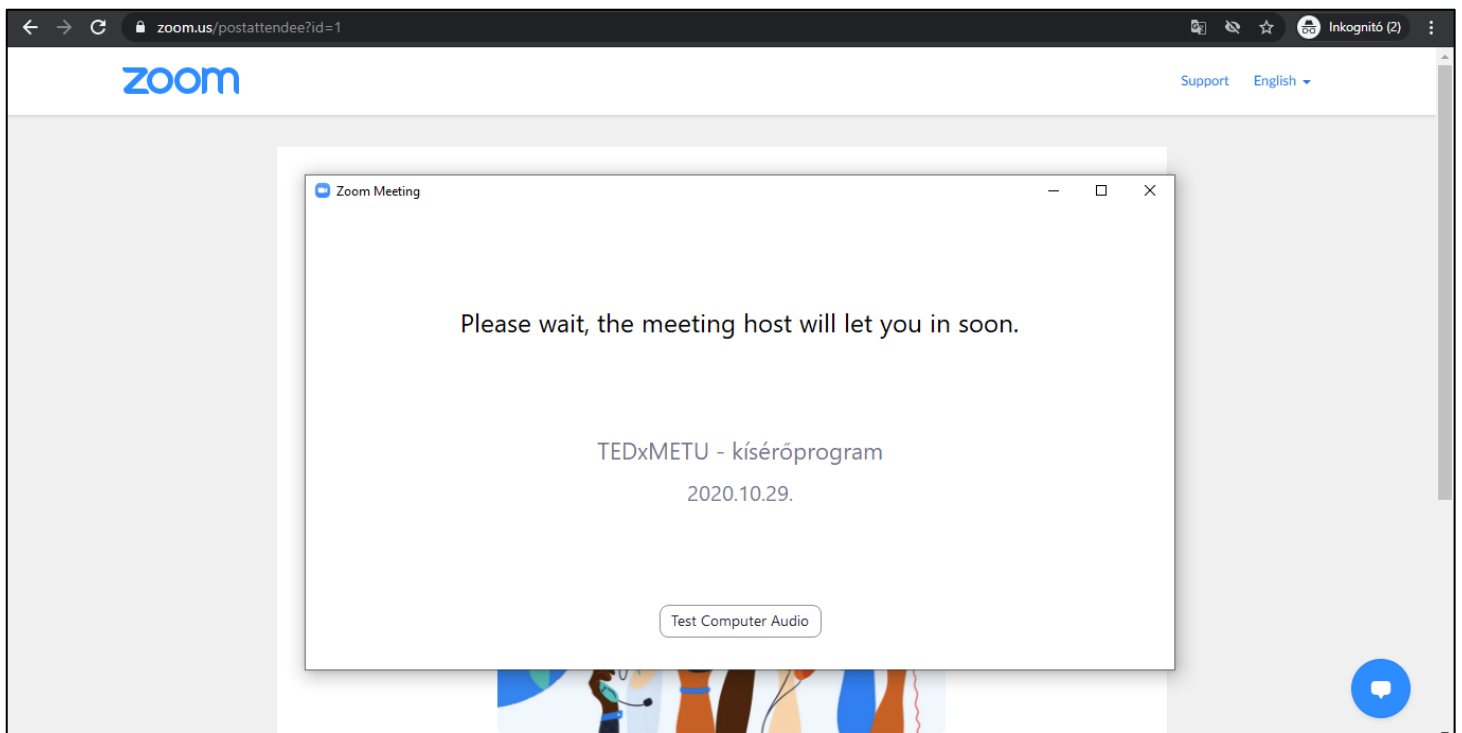 zoom.us/postattendee?id=1
Inkognitó (2)
zoom
Support English
Zoom Meeting
Please wait, the meeting host will let you in soon.
TEDxMETU - kísérőprogram
2020.10.29.
Test Computer Audio